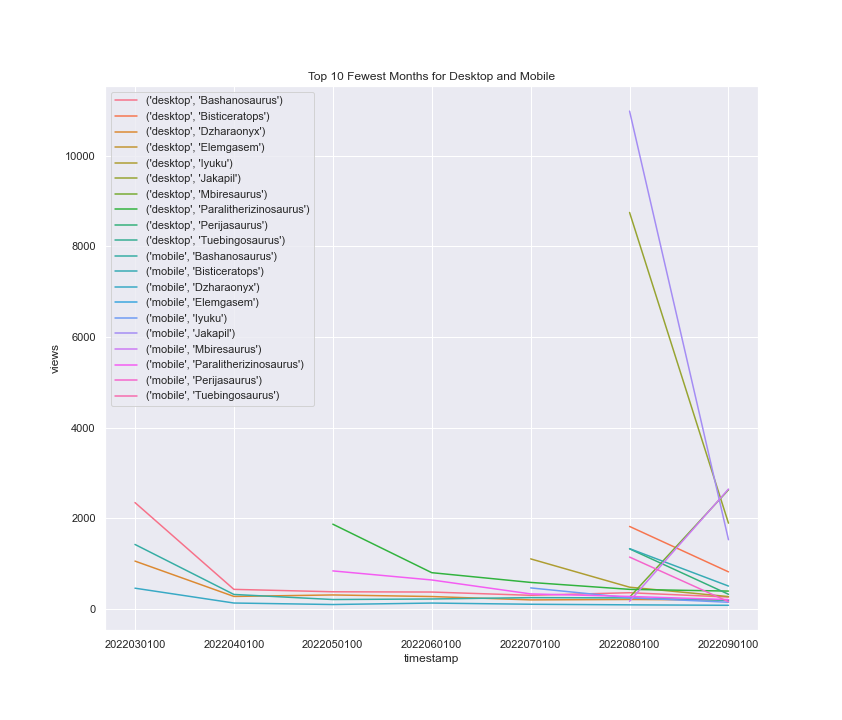 Top 10 Fewest Months for Desktop and Mobile
('desktop', 'Bashanosaurus')
('desktop', 'Bisticeratops')
('desktop', 'Dzharaonyx')
('desktop', 'Elemgasem')
('desktop', 'Iyuku')
('desktop', 'Jakapil')
('desktop', 'Mbiresaurus')
('desktop', 'Paralitherizinosaurus')
('desktop', 'Perijasaurus')
('desktop', 'Tuebingosaurus')
('mobile', 'Bashanosaurus')
('mobile', 'Bisticeratops')
('mobile', 'Dzharaonyx')
('mobile', 'Elemgasem')
('mobile', 'Iyuku')
('mobile', 'Jakapil')
('mobile', 'Mbiresaurus')
('mobile', 'Paralitherizinosaurus')
('mobile', 'Perijasaurus')
('mobile', 'Tuebingosaurus')
10000
8000
6000
4000
2000
0
views
2022030100 2022040100 2022050100 2022060100 2022070100 2022080100 2022090100
timestamp